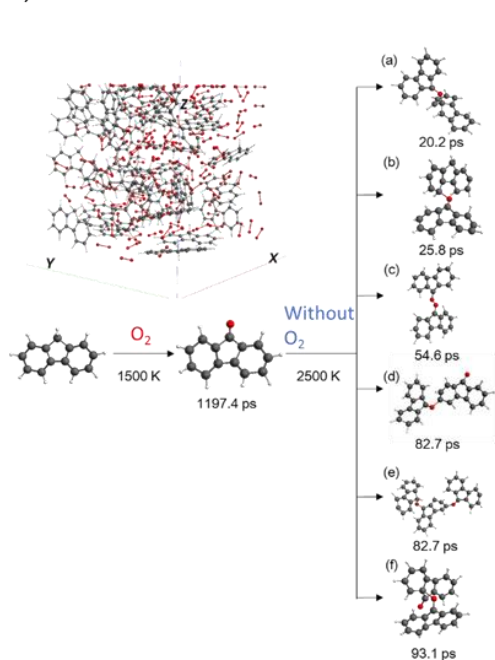 (a)
Z
20.2 ps
(b)
25.8 ps
Y
X
(c)
Without
O2
O2
54.6 ps
1500 K
2500 K
1197.4 ps
(d)
82.7 ps
(e)
82.7 ps
(f)
93.1 ps